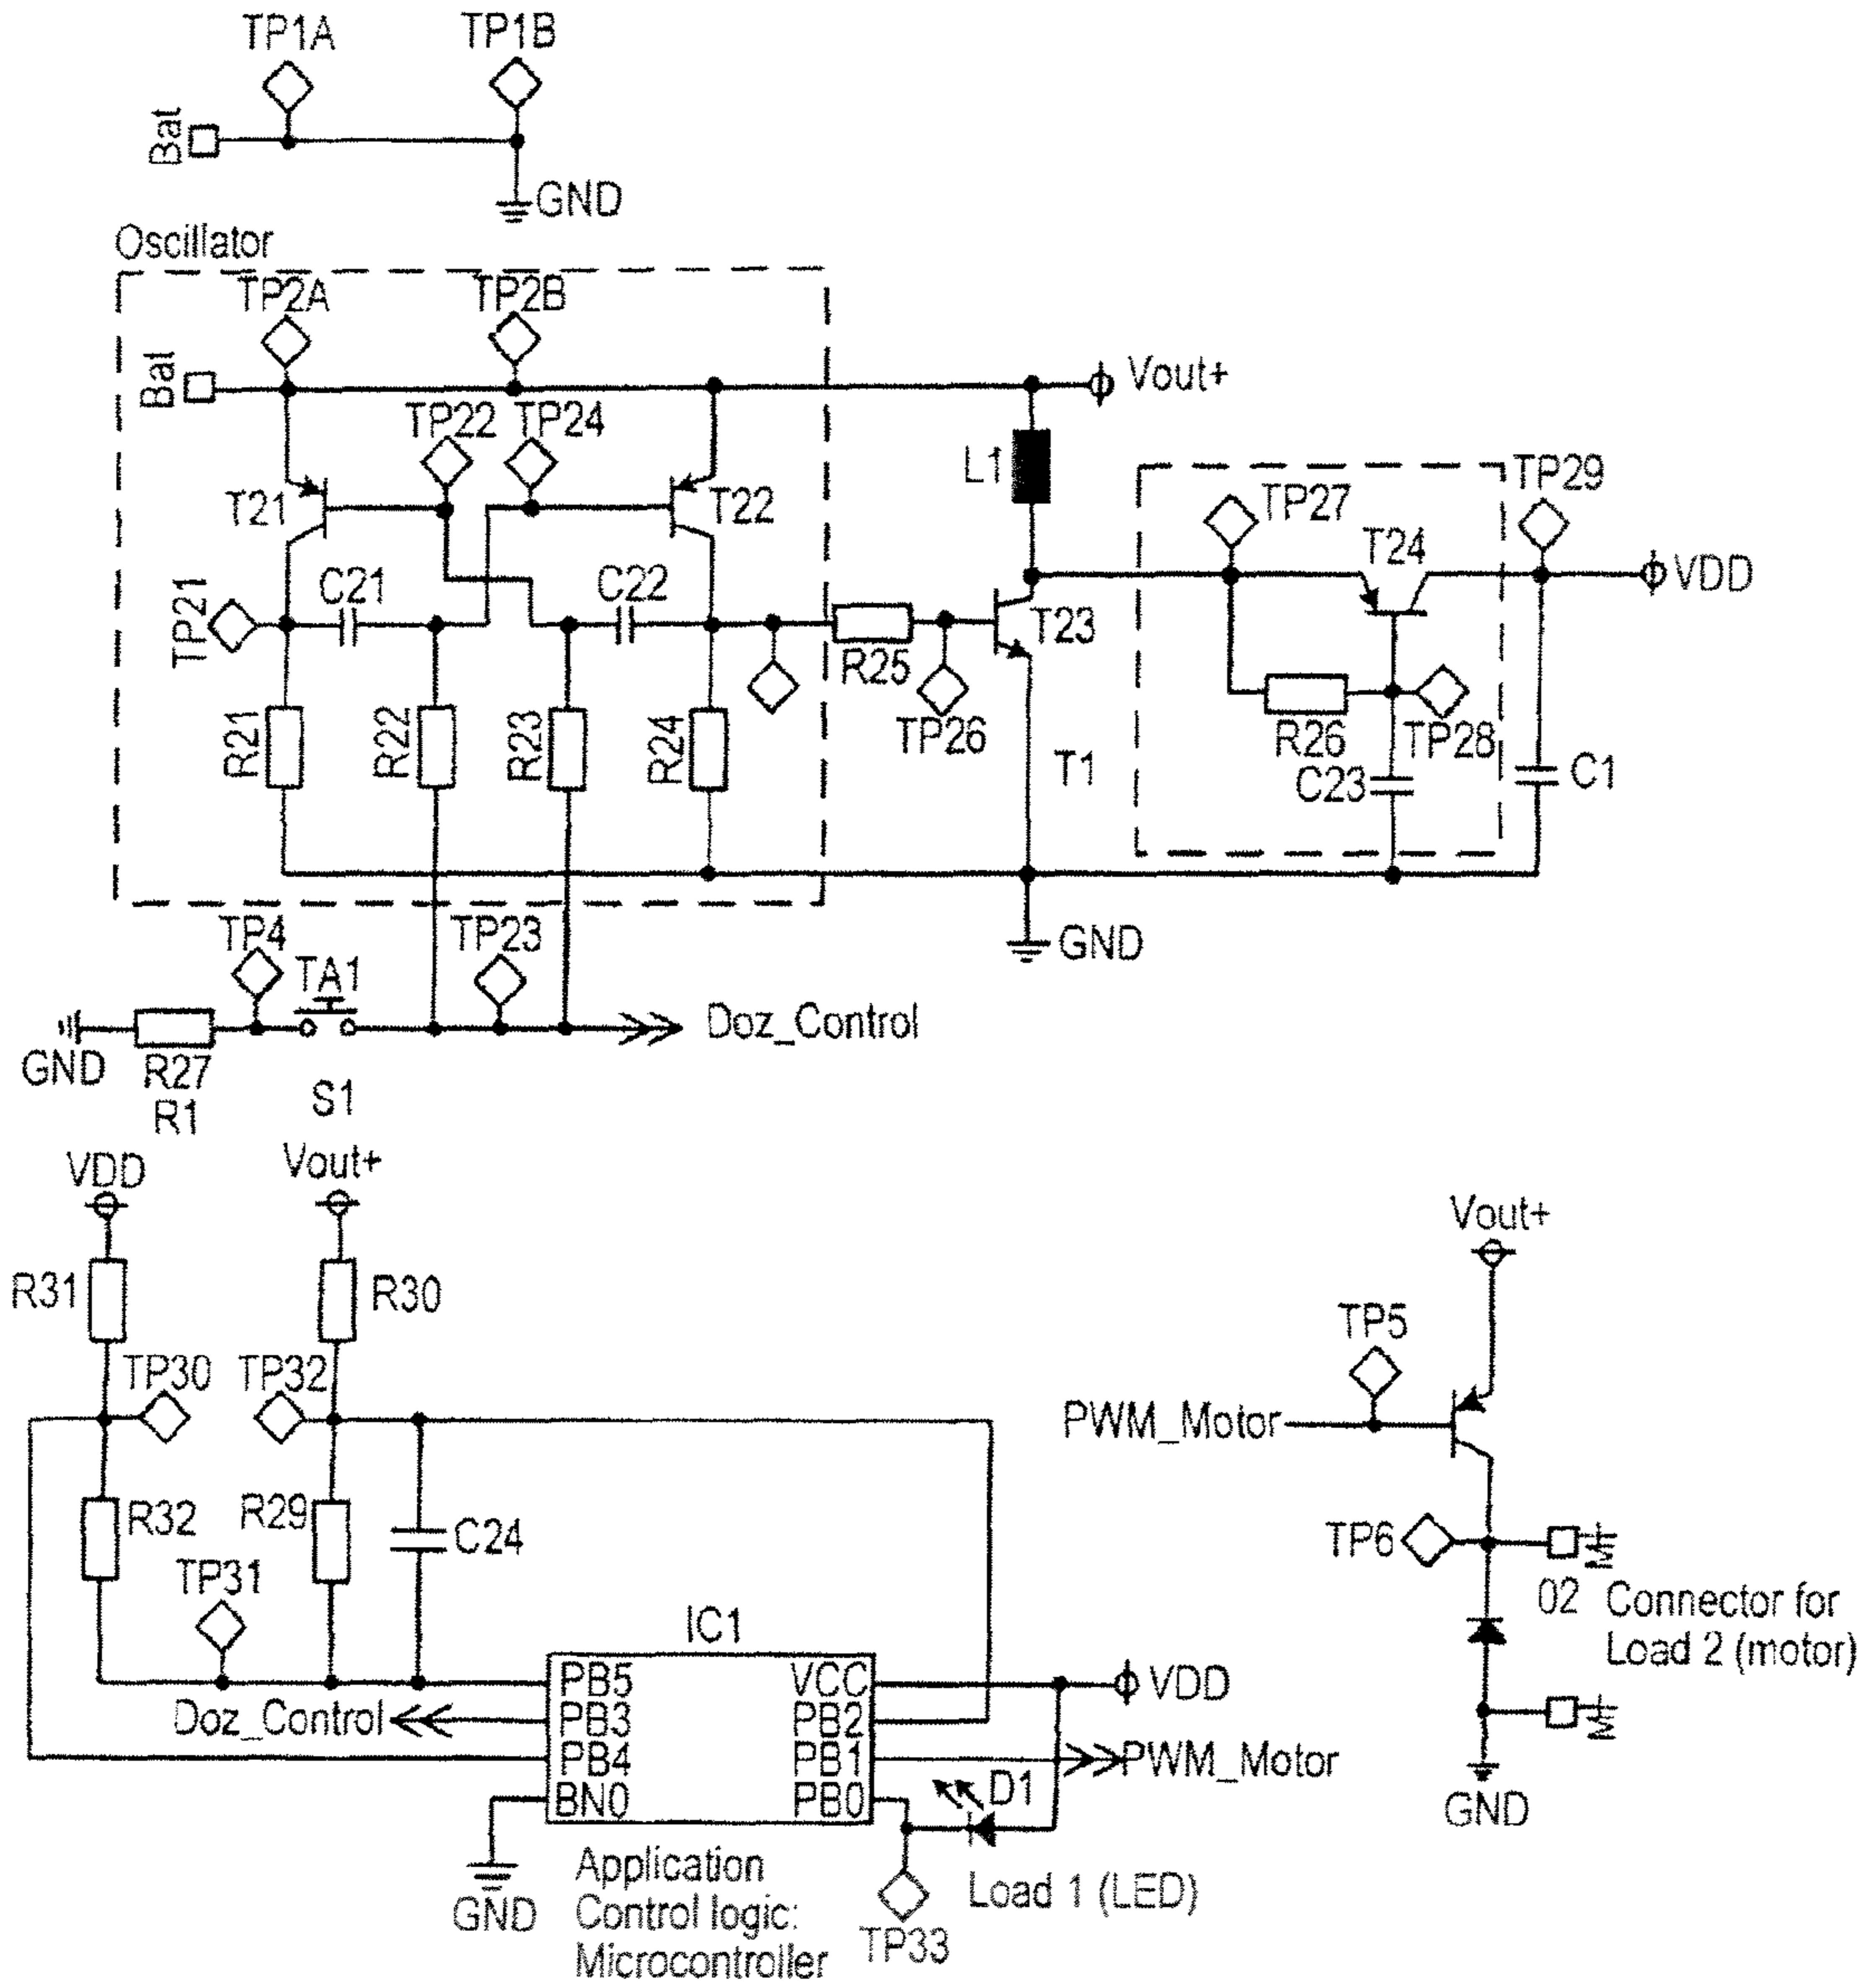 TP1A
TP1B
Bat
GND
Oscillator
TP2A
TP2B
Bat
Vout+
TP22
TP24
T21
T22
L1
TP27
TP29
T24
VDD
TP21
C21
C22
R25
T23
TP26
R26
TP28
R21
R22
R23
R24
T1
C23
C1
GND
TP4
TA1
TP23
Doz_Control
GND
R27
R1
S1
VDD
Vout+
R31
R30
TP30
TP32
R32
R29
C24
TP31
IC1
PB5
VCC
VDD
Doz_Control
PB3
PB2
PB4
PB1
PWM_Motor
BN0
PB0
D1
GND
Application
Control logic:
Microcontroller
Load 1 (LED)
TP33
Vout+
TP5
PWM_Motor
TP6
M+
02
Connector for
Load 2 (motor)
GND